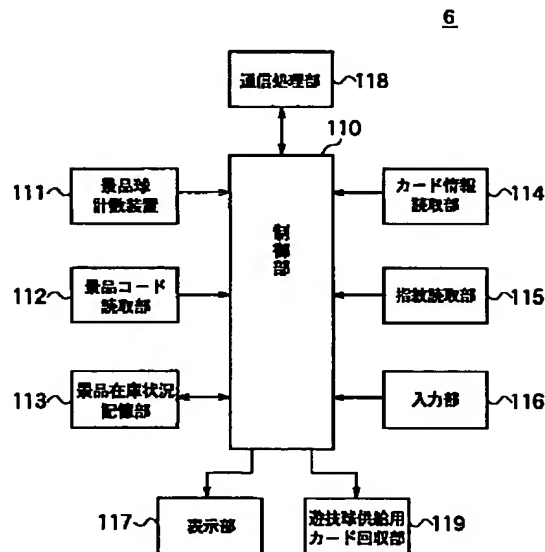 6
通信処理部
118
110
111
景品球
計数装置
制御部
カード情報
読取部
114
112
景品コード
読取部
指紋読取部
115
113
景品在庫状況
記憶部
入力部
116
117
表示部
遊技球供給用
カード回収部
119